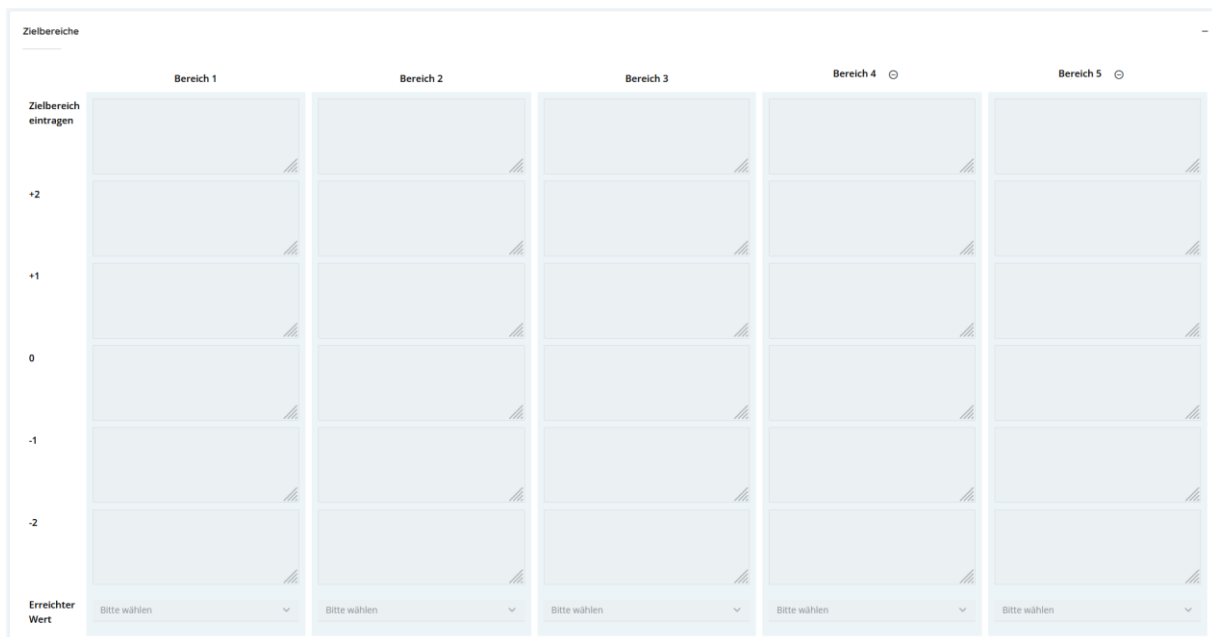 Zielbereiche
–
Bereich 1 Bereich 2 Bereich 3 Bereich 4 Bereich 5
Zielbereich
eintragen
+2
+1
0
-1
-2
Erreichter
Wert
Bitte wählen Bitte wählen Bitte wählen Bitte wählen Bitte wählen